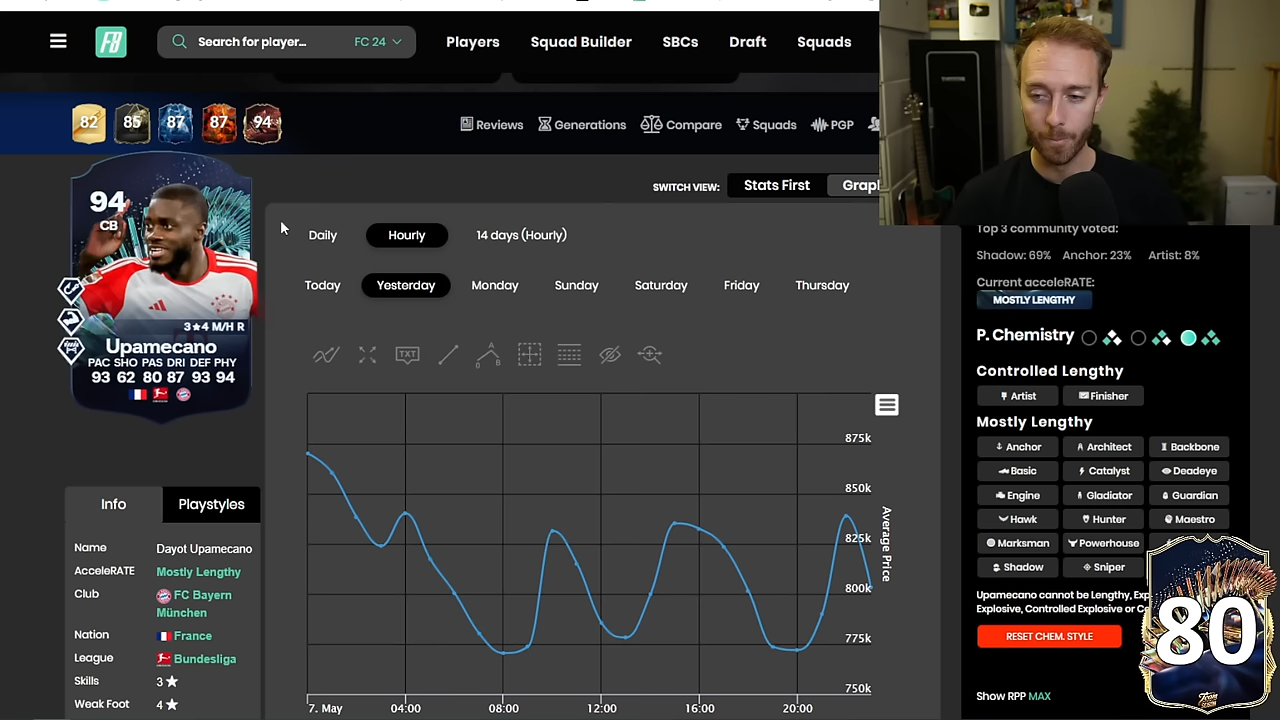 FB Search for player... FC 24 Players Squad Builder SBCs Draft Squads
82 85 87 87 94
Reviews Generations Compare Squads PGP
SWITCH VIEW: Stats First Grap
94
CB
3★4 M/H R
Upamecano
PAC SHO PAS DRI DEF PHY
93 62 80 87 93 94
Daily Hourly 14 days (Hourly)
Today Yesterday Monday Sunday Saturday Friday Thursday
TXT
A
B
0
875k
850k
825k
800k
775k
750k
Average Price
7. May 04:00 08:00 12:00 16:00 20:00
Info Playstyles
Name Dayot Upamecano
AcceleRATE Mostly Lengthy
Club FC Bayern
München
Nation France
League Bundesliga
Skills 3 ★
Weak Foot 4 ★
Top 3 community voted:
Shadow: 69% Anchor: 23% Artist: 8%
Current acceleRATE:
MOSTLY LENGTHY
P. Chemistry
Controlled Lengthy
Artist Finisher
Mostly Lengthy
Anchor Architect Backbone
Basic Catalyst Deadeye
Engine Gladiator Guardian
Hawk Hunter Maestro
Marksman Powerhouse
Shadow Sniper
Upamecano cannot be Lengthy, Exp
Explosive, Controlled Explosive or Co
RESET CHEM. STYLE
Show RPP MAX
80